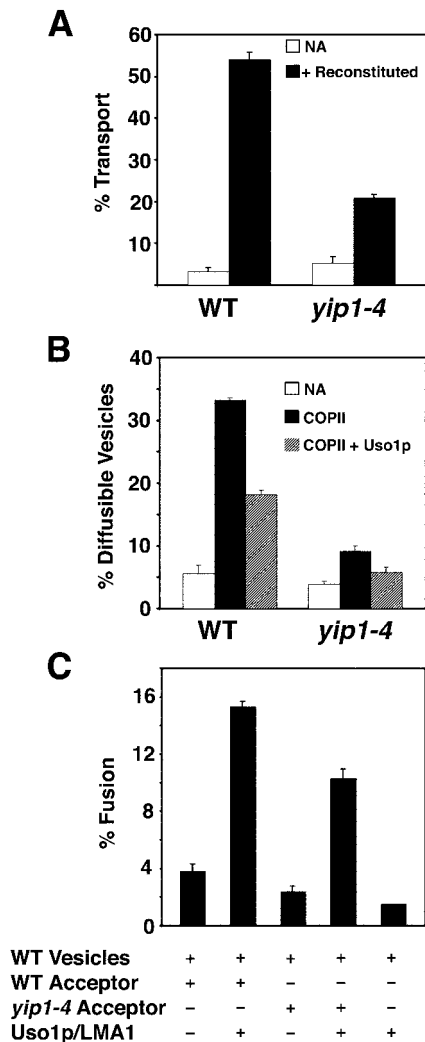 A
NA
+ Reconstituted
% Transport
60
50
40
30
20
10
WT
yip1-4
B
NA
COPII
COPII + Uso1p
% Diffusible Vesicles
40
30
20
10
0
WT
yip1-4
C
% Fusion
16
12
8
4
0
WT Vesicles + + + + +
WT Acceptor + + − − −
yip1-4 Acceptor − − + + −
Uso1p/LMA1 − + − + +